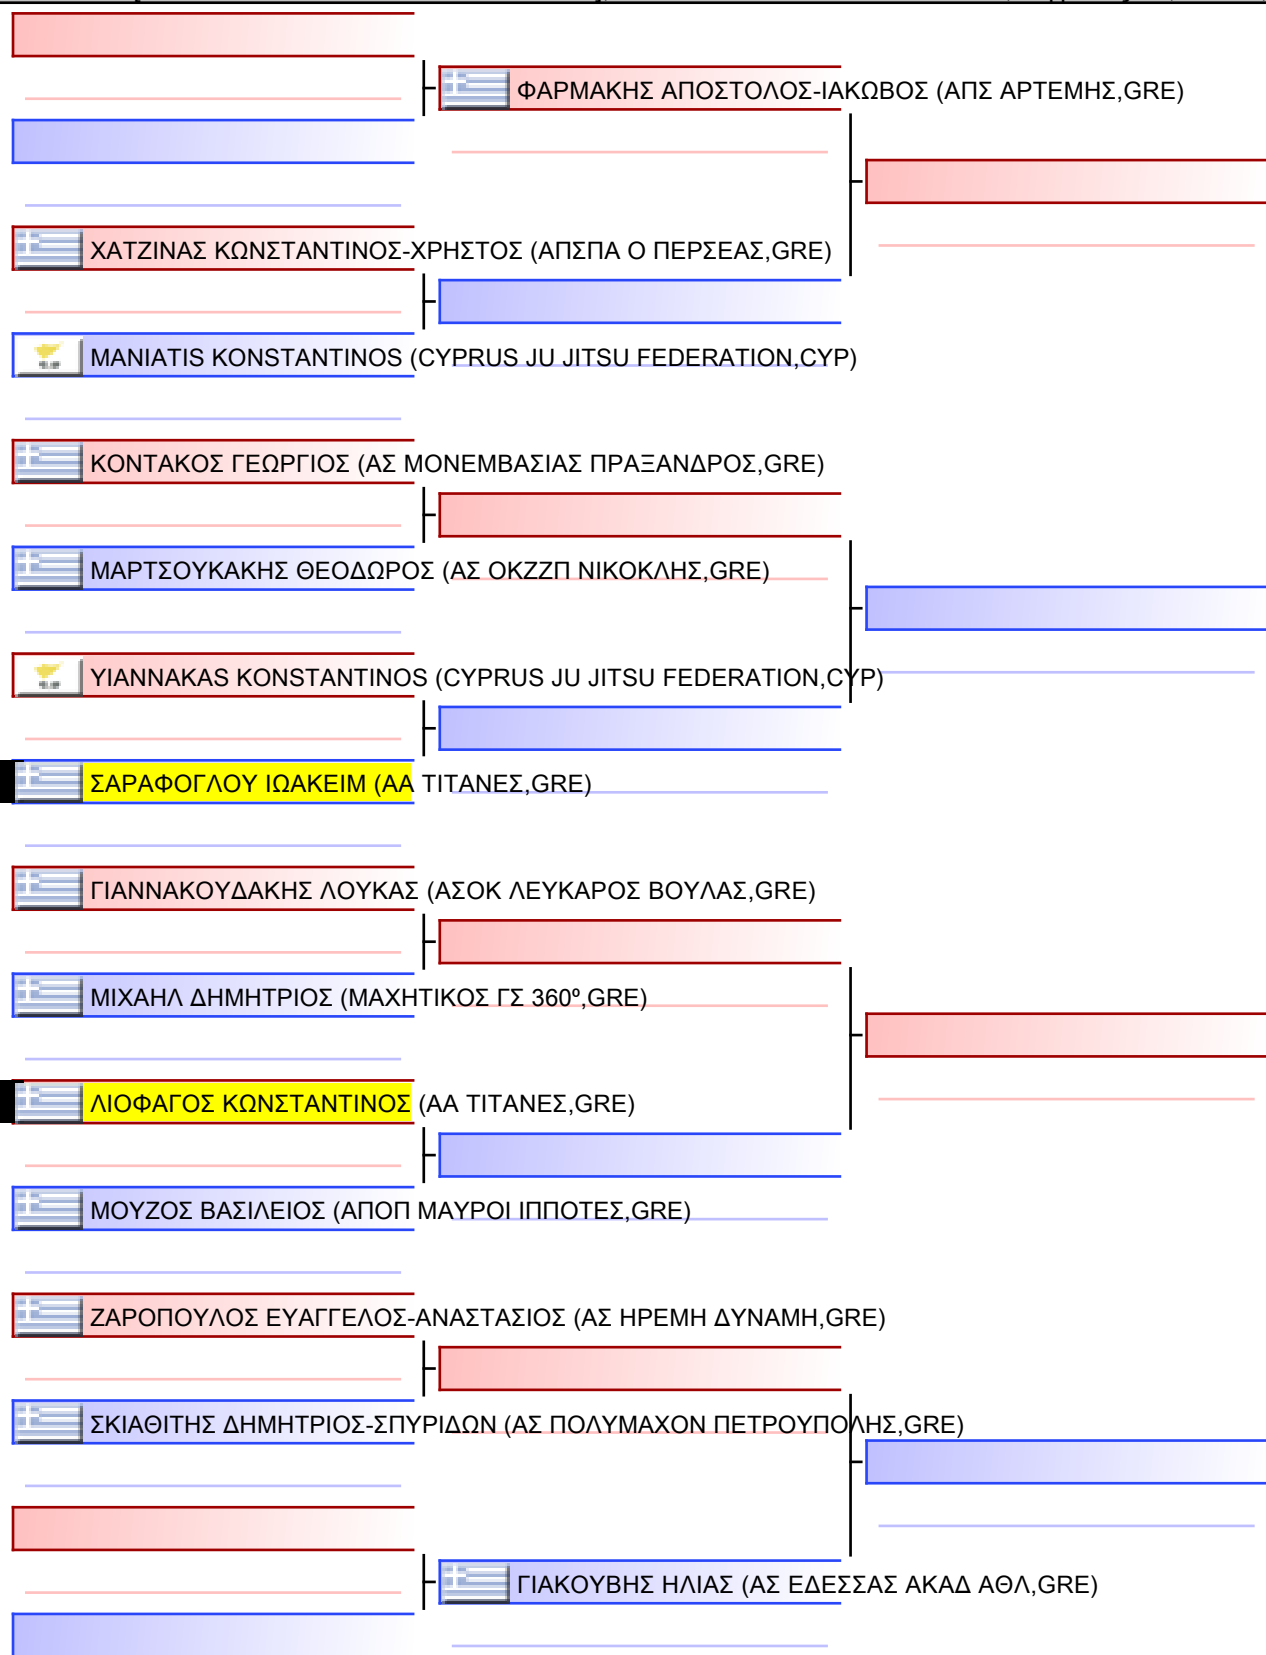 ΦΑΡΜΑΚΗΣ ΑΠΟΣΤΟΛΟΣ-ΙΑΚΩΒΟΣ (ΑΠΣ ΑΡΤΕΜΗΣ,GRE)
ΧΑΤΖΙΝΑΣ ΚΩΝΣΤΑΝΤΙΝΟΣ-ΧΡΗΣΤΟΣ (ΑΠΣΠΑ Ο ΠΕΡΣΕΑΣ,GRE)
MANIATIS KONSTANTINOS (CYPRUS JU JITSU FEDERATION,CYP)
ΚΟΝΤΑΚΟΣ ΓΕΩΡΓΙΟΣ (ΑΣ ΜΟΝΕΜΒΑΣΙΑΣ ΠΡΑΞΑΝΔΡΟΣ,GRE)
ΜΑΡΤΣΟΥΚΑΚΗΣ ΘΕΟΔΩΡΟΣ (ΑΣ ΟΚΖΖΠ ΝΙΚΟΚΛΗΣ,GRE)
YIANNAKAS KONSTANTINOS (CYPRUS JU JITSU FEDERATION,CYP)
ΣΑΡΑΦΟΓΛΟΥ ΙΩΑΚΕΙΜ (ΑΑ ΤΙΤΑΝΕΣ,GRE)
ΓΙΑΝΝΑΚΟΥΔΑΚΗΣ ΛΟΥΚΑΣ (ΑΣΟΚ ΛΕΥΚΑΡΟΣ ΒΟΥΛΑΣ,GRE)
ΜΙΧΑΗΛ ΔΗΜΗΤΡΙΟΣ (ΜΑΧΗΤΙΚΟΣ ΓΣ 360º,GRE)
ΛΙΟΦΑΓΟΣ ΚΩΝΣΤΑΝΤΙΝΟΣ (ΑΑ ΤΙΤΑΝΕΣ,GRE)
ΜΟΥΖΟΣ ΒΑΣΙΛΕΙΟΣ (ΑΠΟΠ ΜΑΥΡΟΙ ΙΠΠΟΤΕΣ,GRE)
ΖΑΡΟΠΟΥΛΟΣ ΕΥΑΓΓΕΛΟΣ-ΑΝΑΣΤΑΣΙΟΣ (ΑΣ ΗΡΕΜΗ ΔΥΝΑΜΗ,GRE)
ΣΚΙΑΘΙΤΗΣ ΔΗΜΗΤΡΙΟΣ-ΣΠΥΡΙΔΩΝ (ΑΣ ΠΟΛΥΜΑΧΟΝ ΠΕΤΡΟΥΠΟΛΗΣ,GRE)
ΓΙΑΚΟΥΒΗΣ ΗΛΙΑΣ (ΑΣ ΕΔΕΣΣΑΣ ΑΚΑΔ ΑΘΛ,GRE)